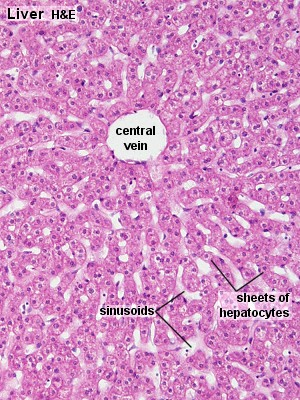 Liver H&E
central
vein
sheets of
hepatocytes
sinusoids